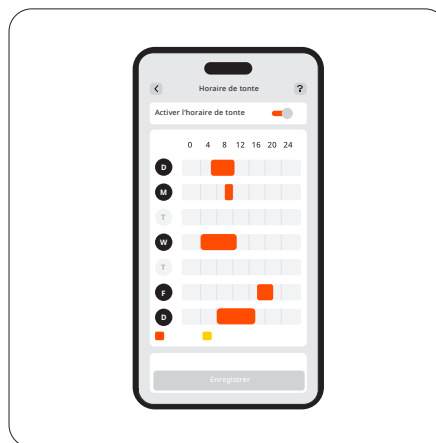 Horaire de tonte ?
Activer l'horaire de tonte
0 4 8 12 16 20 24
D
M
T
W
T
F
D
Enregistrer